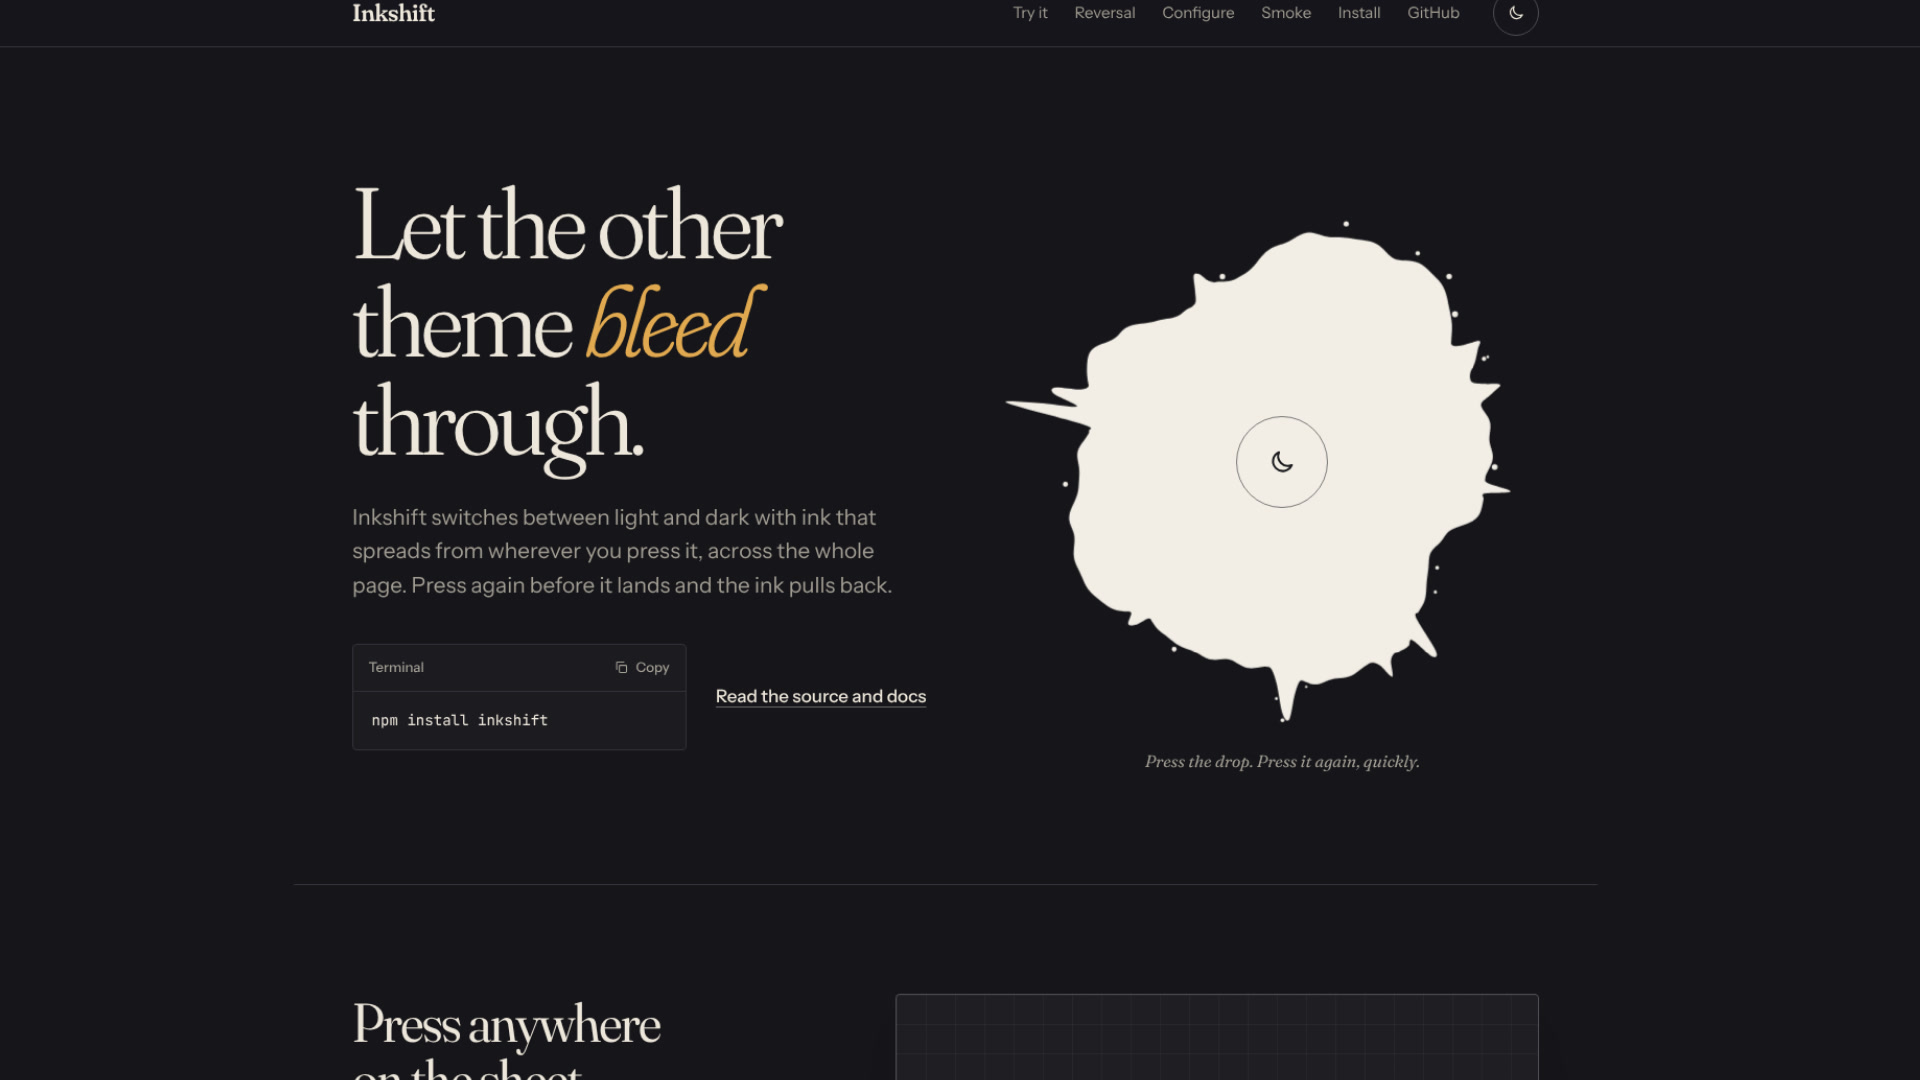 Inkshift
Try it
Reversal
Configure
Smoke
Install
GitHub
Let the other
theme bleed
through.
Inkshift switches between light and dark with ink that
spreads from wherever you press it, across the whole
page. Press again before it lands and the ink pulls back.
Terminal
Copy
npm install inkshift
Read the source and docs
Press the drop. Press it again, quickly.
Press anywhere
on the sheet